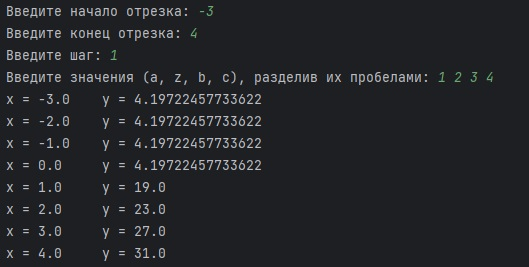 Введите начало отрезка: -3
Введите конец отрезка: 4
Введите шаг: 1
Введите значения (a, z, b, c), разделив их пробелами: 1 2 3 4
x = -3.0    y = 4.19722457733622
x = -2.0    y = 4.19722457733622
x = -1.0    y = 4.19722457733622
x = 0.0     y = 4.19722457733622
x = 1.0     y = 19.0
x = 2.0     y = 23.0
x = 3.0     y = 27.0
x = 4.0     y = 31.0